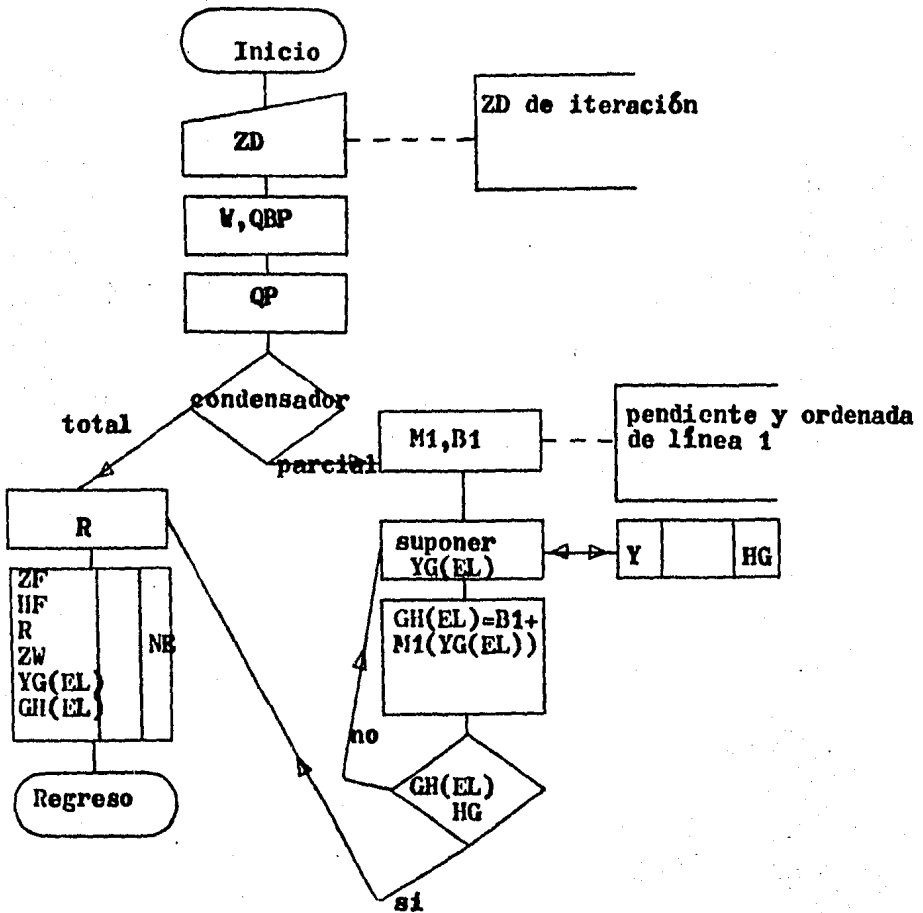 Inicio
ZD
ZD de iteración
W,QBP
QP
condensador
total
parcial
M1,B1
pendiente y ordenada
de línea 1
R
suponer
YG(EL)
Y
HG
ZF
HF
R
ZW
YG(EL)
GH(EL)
NE
GH(EL)=B1+
M1(YG(EL))
no
GH(EL)
HG
Regreso
si